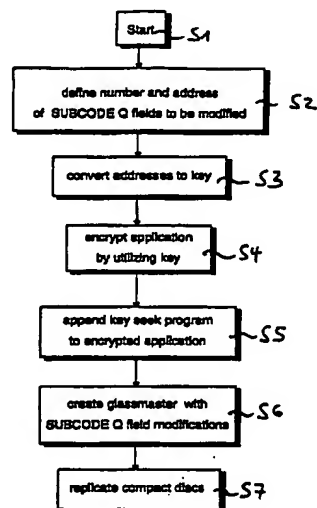 Start S1
define number and address
of SUBCODE Q fields to be modified S2
convert addresses to key S3
encrypt application
by utilizing key S4
append key seek program
to encrypted application S5
create glassmaster with
SUBCODE Q field modifications S6
replicate compact discs S7